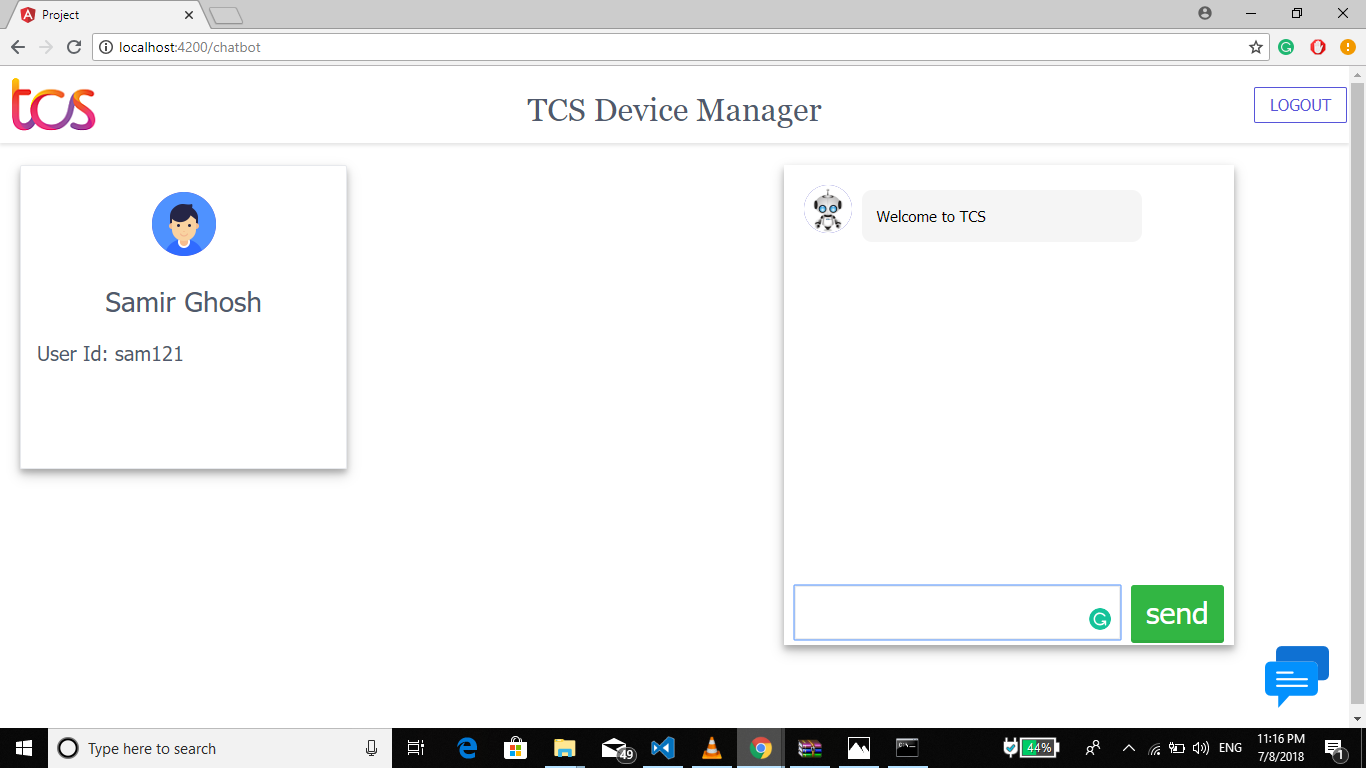 Project
localhost:4200/chatbot
tcs
TCS Device Manager
LOGOUT
Samir Ghosh
User Id: sam121
Welcome to TCS
send
Type here to search
49
44%
ENG
11:16 PM
7/8/2018
1